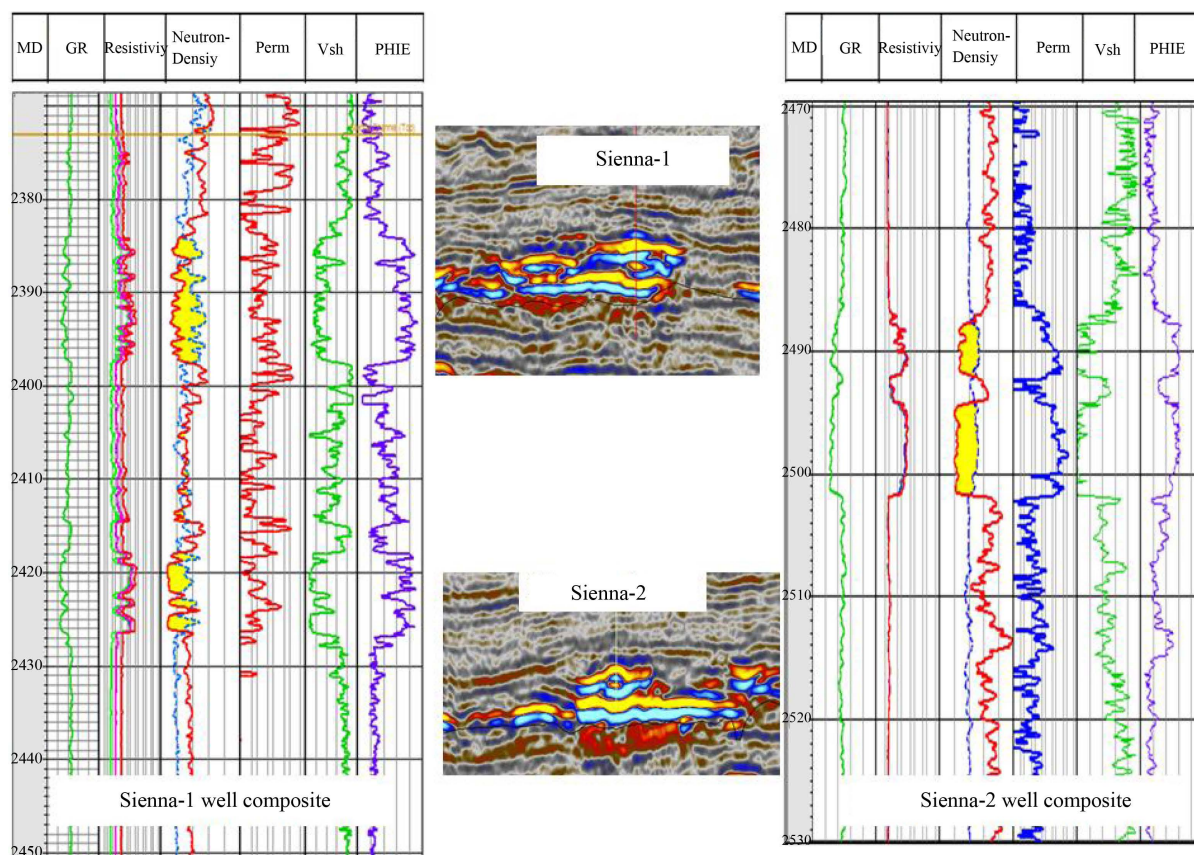 MD GR Resistiviy Neutron-Densiy Perm Vsh PHIE
2380
2390
2400
2410
2420
2430
2440
2450
Sienna-1 well composite
Sienna-1
Sienna-2
MD GR Resistiviy Neutron-Densiy Perm Vsh PHIE
2470
2480
2490
2500
2510
2520
2530
Sienna-2 well composite